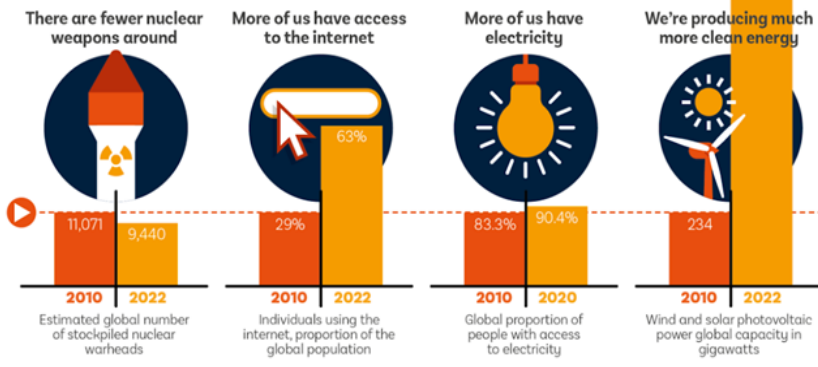 There are fewer nuclear
weapons around
11,071
9,440
2010
2022
Estimated global number
of stockpiled nuclear
warheads
More of us have access
to the internet
63%
29%
2010
2022
Individuals using the
internet, proportion of the
global population
More of us have
electricity
83.3%
90.4%
2010
2020
Global proportion of
people with access
to electricity
We're producing much
more clean energy
234
2010
2022
Wind and solar photovoltaic
power global capacity in
gigawatts